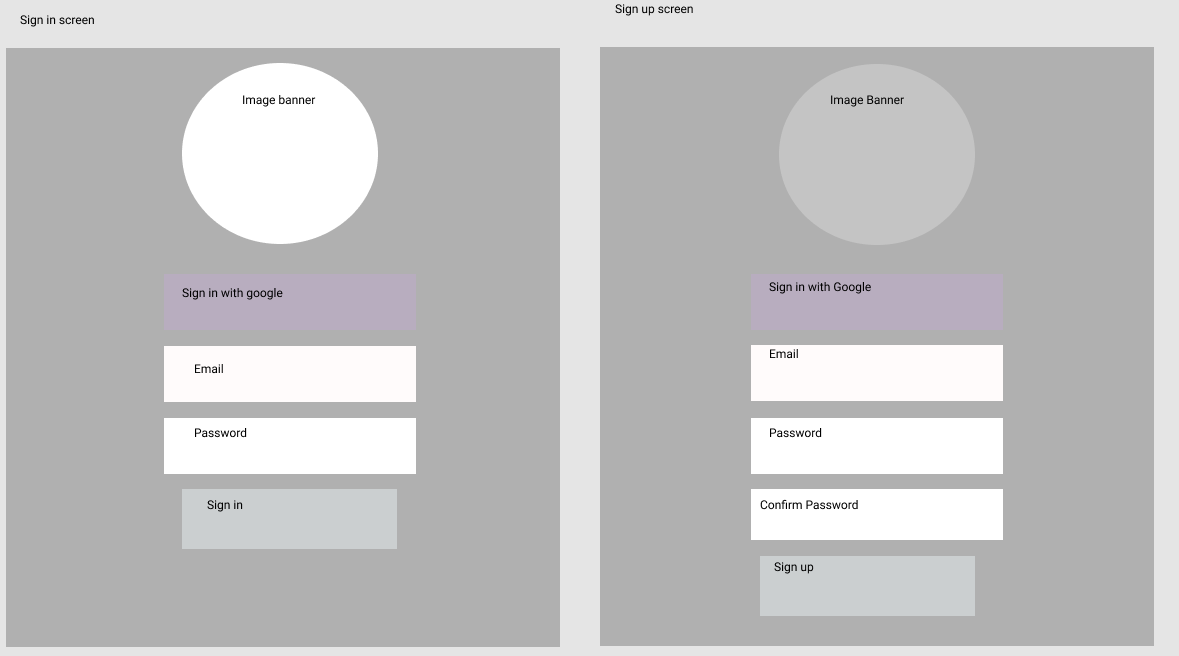 Sign in screen
Image banner
Sign in with google
Email
Password
Sign in
Sign up screen
Image Banner
Sign in with Google
Email
Password
Confirm Password
Sign up